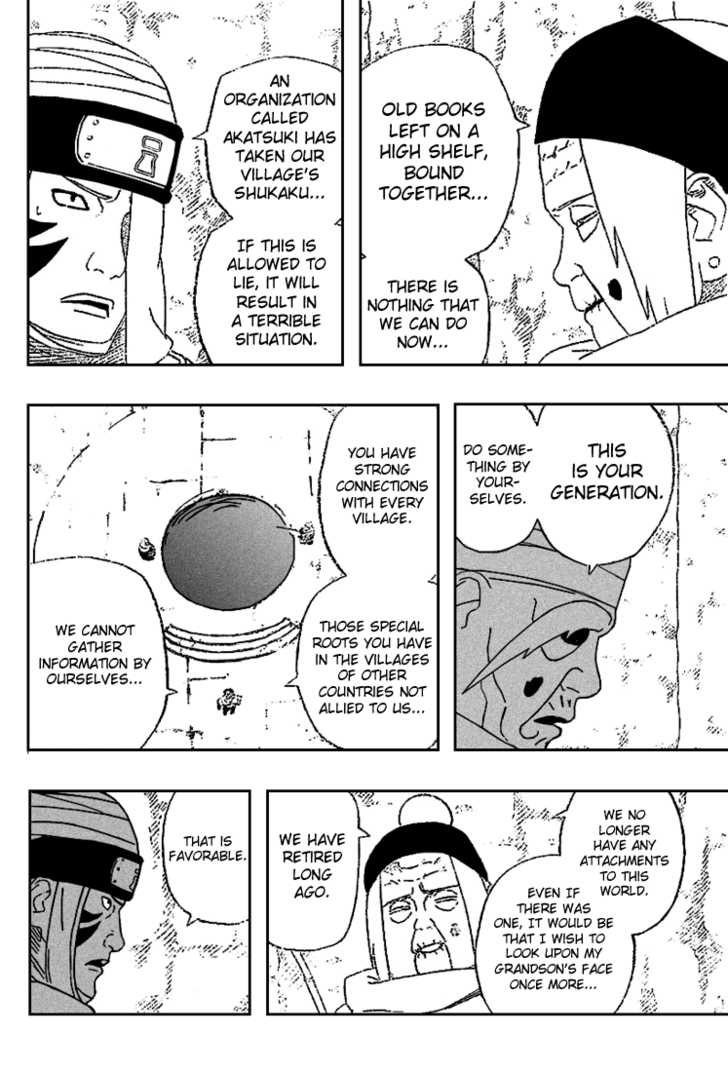 OLD BOOKS
LEFT ON A
HIGH SHELF,
BOUND
TOGETHER...
THERE IS
NOTHING THAT
WE CAN DO
NOW...
AN
ORGANIZATION
CALLED
AKATSUKI HAS
TAKEN OUR
VILLAGE'S
SHUKAKU...
IF THIS IS
ALLOWED TO
LIE, IT WILL
RESULT IN
A TERRIBLE
SITUATION.
THIS
IS YOUR
GENERATION.
DO SOME-
THING BY
YOUR-
SELVES.
YOU HAVE
STRONG
CONNECTIONS
WITH EVERY
VILLAGE.
THOSE SPECIAL
ROOTS YOU HAVE
IN THE VILLAGES
OF OTHER
COUNTRIES NOT
ALLIED TO US...
WE CANNOT
GATHER
INFORMATION BY
OURSELVES...
WE NO
LONGER
HAVE ANY
ATTACHMENTS
TO THIS
WORLD.
EVEN IF
THERE WAS
ONE, IT WOULD BE
THAT I WISH TO
LOOK UPON MY
GRANDSON'S FACE
ONCE MORE...
WE HAVE
RETIRED
LONG
AGO.
THAT IS
FAVORABLE.